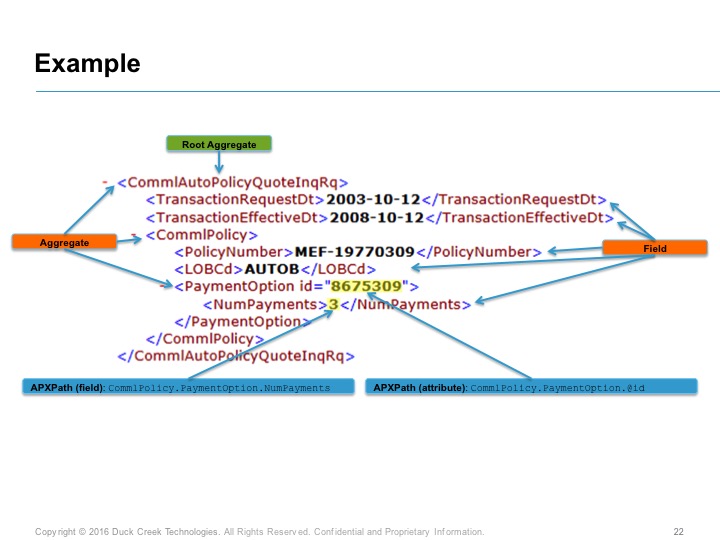 Example
Root Aggregate
- <CommlAutoPolicyQuoteInqRq>
<TransactionRequestDt>2003-10-12</TransactionRequestDt>
<TransactionEffectiveDt>2008-10-12</TransactionEffectiveDt>
Aggregate
- <CommlPolicy>
Field
<PolicyNumber>MEF-19770309</PolicyNumber>
<LOBCd>AUTOB</LOBCd>
- <PaymentOption id="8675309">
<NumPayments>3</NumPayments>
</PaymentOption>
</CommlPolicy>
</CommlAutoPolicyQuoteInqRq>
APXPath (field): CommlPolicy.PaymentOption.NumPayments
APXPath (attribute): CommlPolicy.PaymentOption.@id
Copyright © 2016 Duck Creek Technologies. All Rights Reserved. Confidential and Proprietary Information.
22